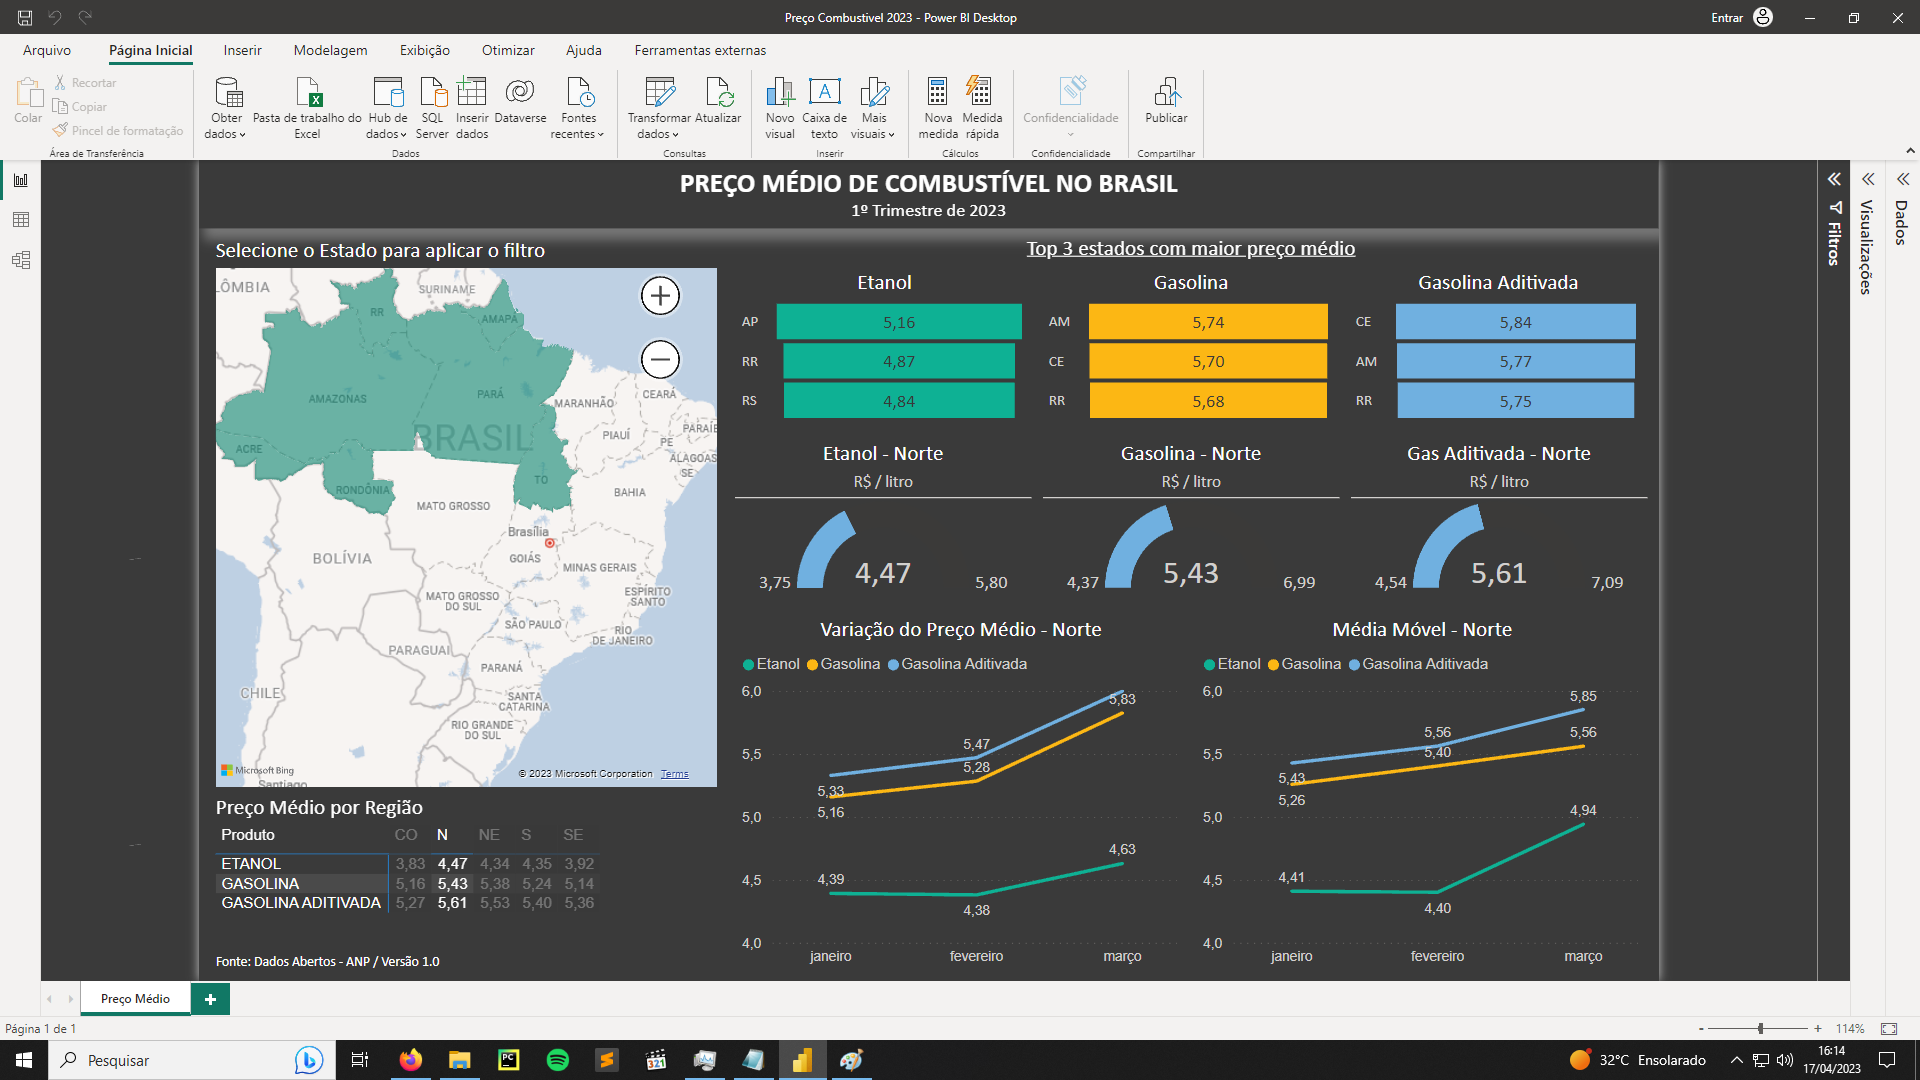 Preço Combustivel 2023 - Power BI Desktop
Entrar
Arquivo
Página Inicial
Inserir
Modelagem
Exibição
Otimizar
Ajuda
Ferramentas externas
Colar
Recortar
Copiar
Pincel de formatação
Área de Transferência
Obter dados
Pasta de trabalho do Excel
Hub de dados
SQL Server
Inserir dados
Dataverse
Fontes recentes
Dados
Transformar dados
Atualizar
Consultas
Novo visual
Caixa de texto
Mais visuais
Inserir
Nova medida
Medida rápida
Cálculos
Confidencialidade
Confidencialidade
Publicar
Compartilhar
PREÇO MÉDIO DE COMBUSTÍVEL NO BRASIL
1º Trimestre de 2023
Filtros
Visualizações
Dados
Selecione o Estado para aplicar o filtro
LÔMBIA
SURINAME
RR
AMAPÁ
AMAZONAS
PARÁ
MARANHÃO
CEARÁ
BRASIL
PIAUÍ
PARAÍB
PE
ACRE
ALAGOAS
SE
RONDÔNIA
TO
BAHIA
MATO GROSSO
Brasília
BOLÍVIA
GOIÁS
MINAS GERAIS
MATO GROSSO
DO SUL
ESPÍRITO
SANTO
SÃO PAULO
RIO
DE JANEIRO
PARAGUAI
PARANÁ
CHILE
SANTA
CATARINA
RIO GRANDE
DO SUL
Microsoft Bing
Santiago
© 2023 Microsoft Corporation Terms
Top 3 estados com maior preço médio
Etanol
AP 5,16
RR 4,87
RS 4,84
Gasolina
AM 5,74
CE 5,70
RR 5,68
Gasolina Aditivada
CE 5,84
AM 5,77
RR 5,75
Etanol - Norte
R$ / litro
3,75 4,47 5,80
Gasolina - Norte
R$ / litro
4,37 5,43 6,99
Gas Aditivada - Norte
R$ / litro
4,54 5,61 7,09
Variação do Preço Médio - Norte
Etanol Gasolina Gasolina Aditivada
6,0
5,5
5,0
4,5
4,0
5,33
5,47
5,83
5,16
5,28
4,39
4,38
4,63
janeiro fevereiro março
Média Móvel - Norte
Etanol Gasolina Gasolina Aditivada
6,0
5,5
5,0
4,5
4,0
5,43
5,56
5,85
5,26
5,40
5,56
4,41
4,40
4,94
janeiro fevereiro março
Preço Médio por Região
Produto CO N NE S SE
ETANOL 3,83 4,47 4,34 4,35 3,92
GASOLINA 5,16 5,43 5,38 5,24 5,14
GASOLINA ADITIVADA 5,27 5,61 5,53 5,40 5,36
Fonte: Dados Abertos - ANP / Versão 1.0
Preço Médio
Página 1 de 1
114%
Pesquisar
PC
321
32°C Ensolarado
16:14
17/04/2023